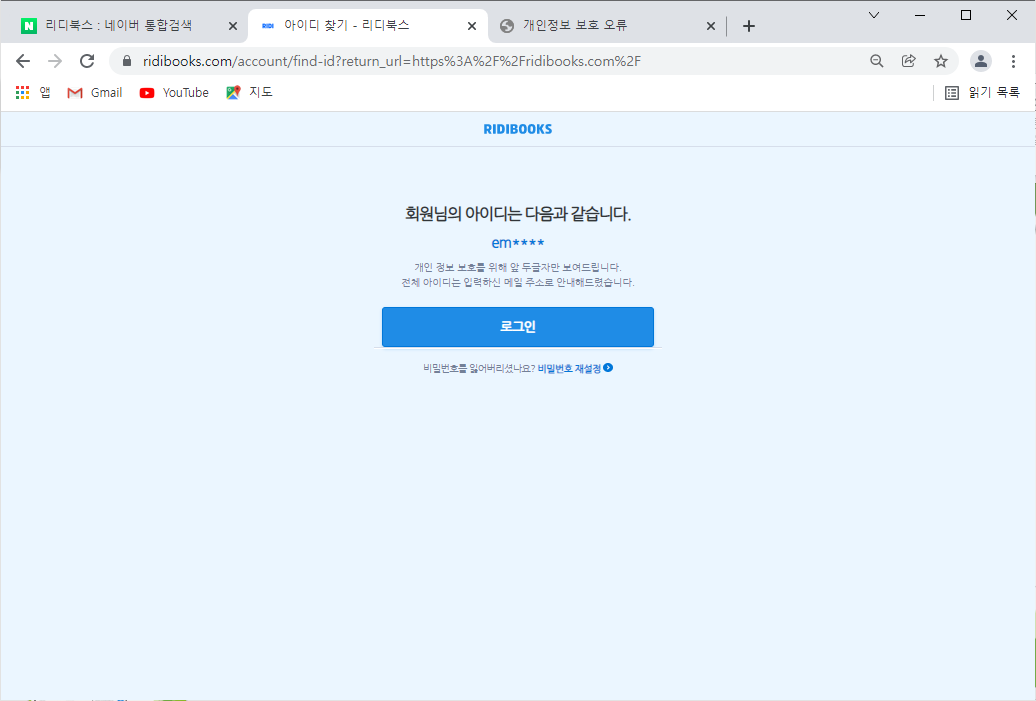 리디북스 : 네이버 통합검색
아이디 찾기 - 리디북스
개인정보 보호 오류
ridibooks.com/account/find-id?return_url=https%3A%2F%2Fridibooks.com%2F
앱
Gmail
YouTube
지도
읽기 목록
RIDIBOOKS
회원님의 아이디는 다음과 같습니다.
em****
개인 정보 보호를 위해 앞 두글자만 보여드립니다.
전체 아이디는 입력하신 메일 주소로 안내해드렸습니다.
로그인
비밀번호를 잃어버리셨나요? 비밀번호 재설정